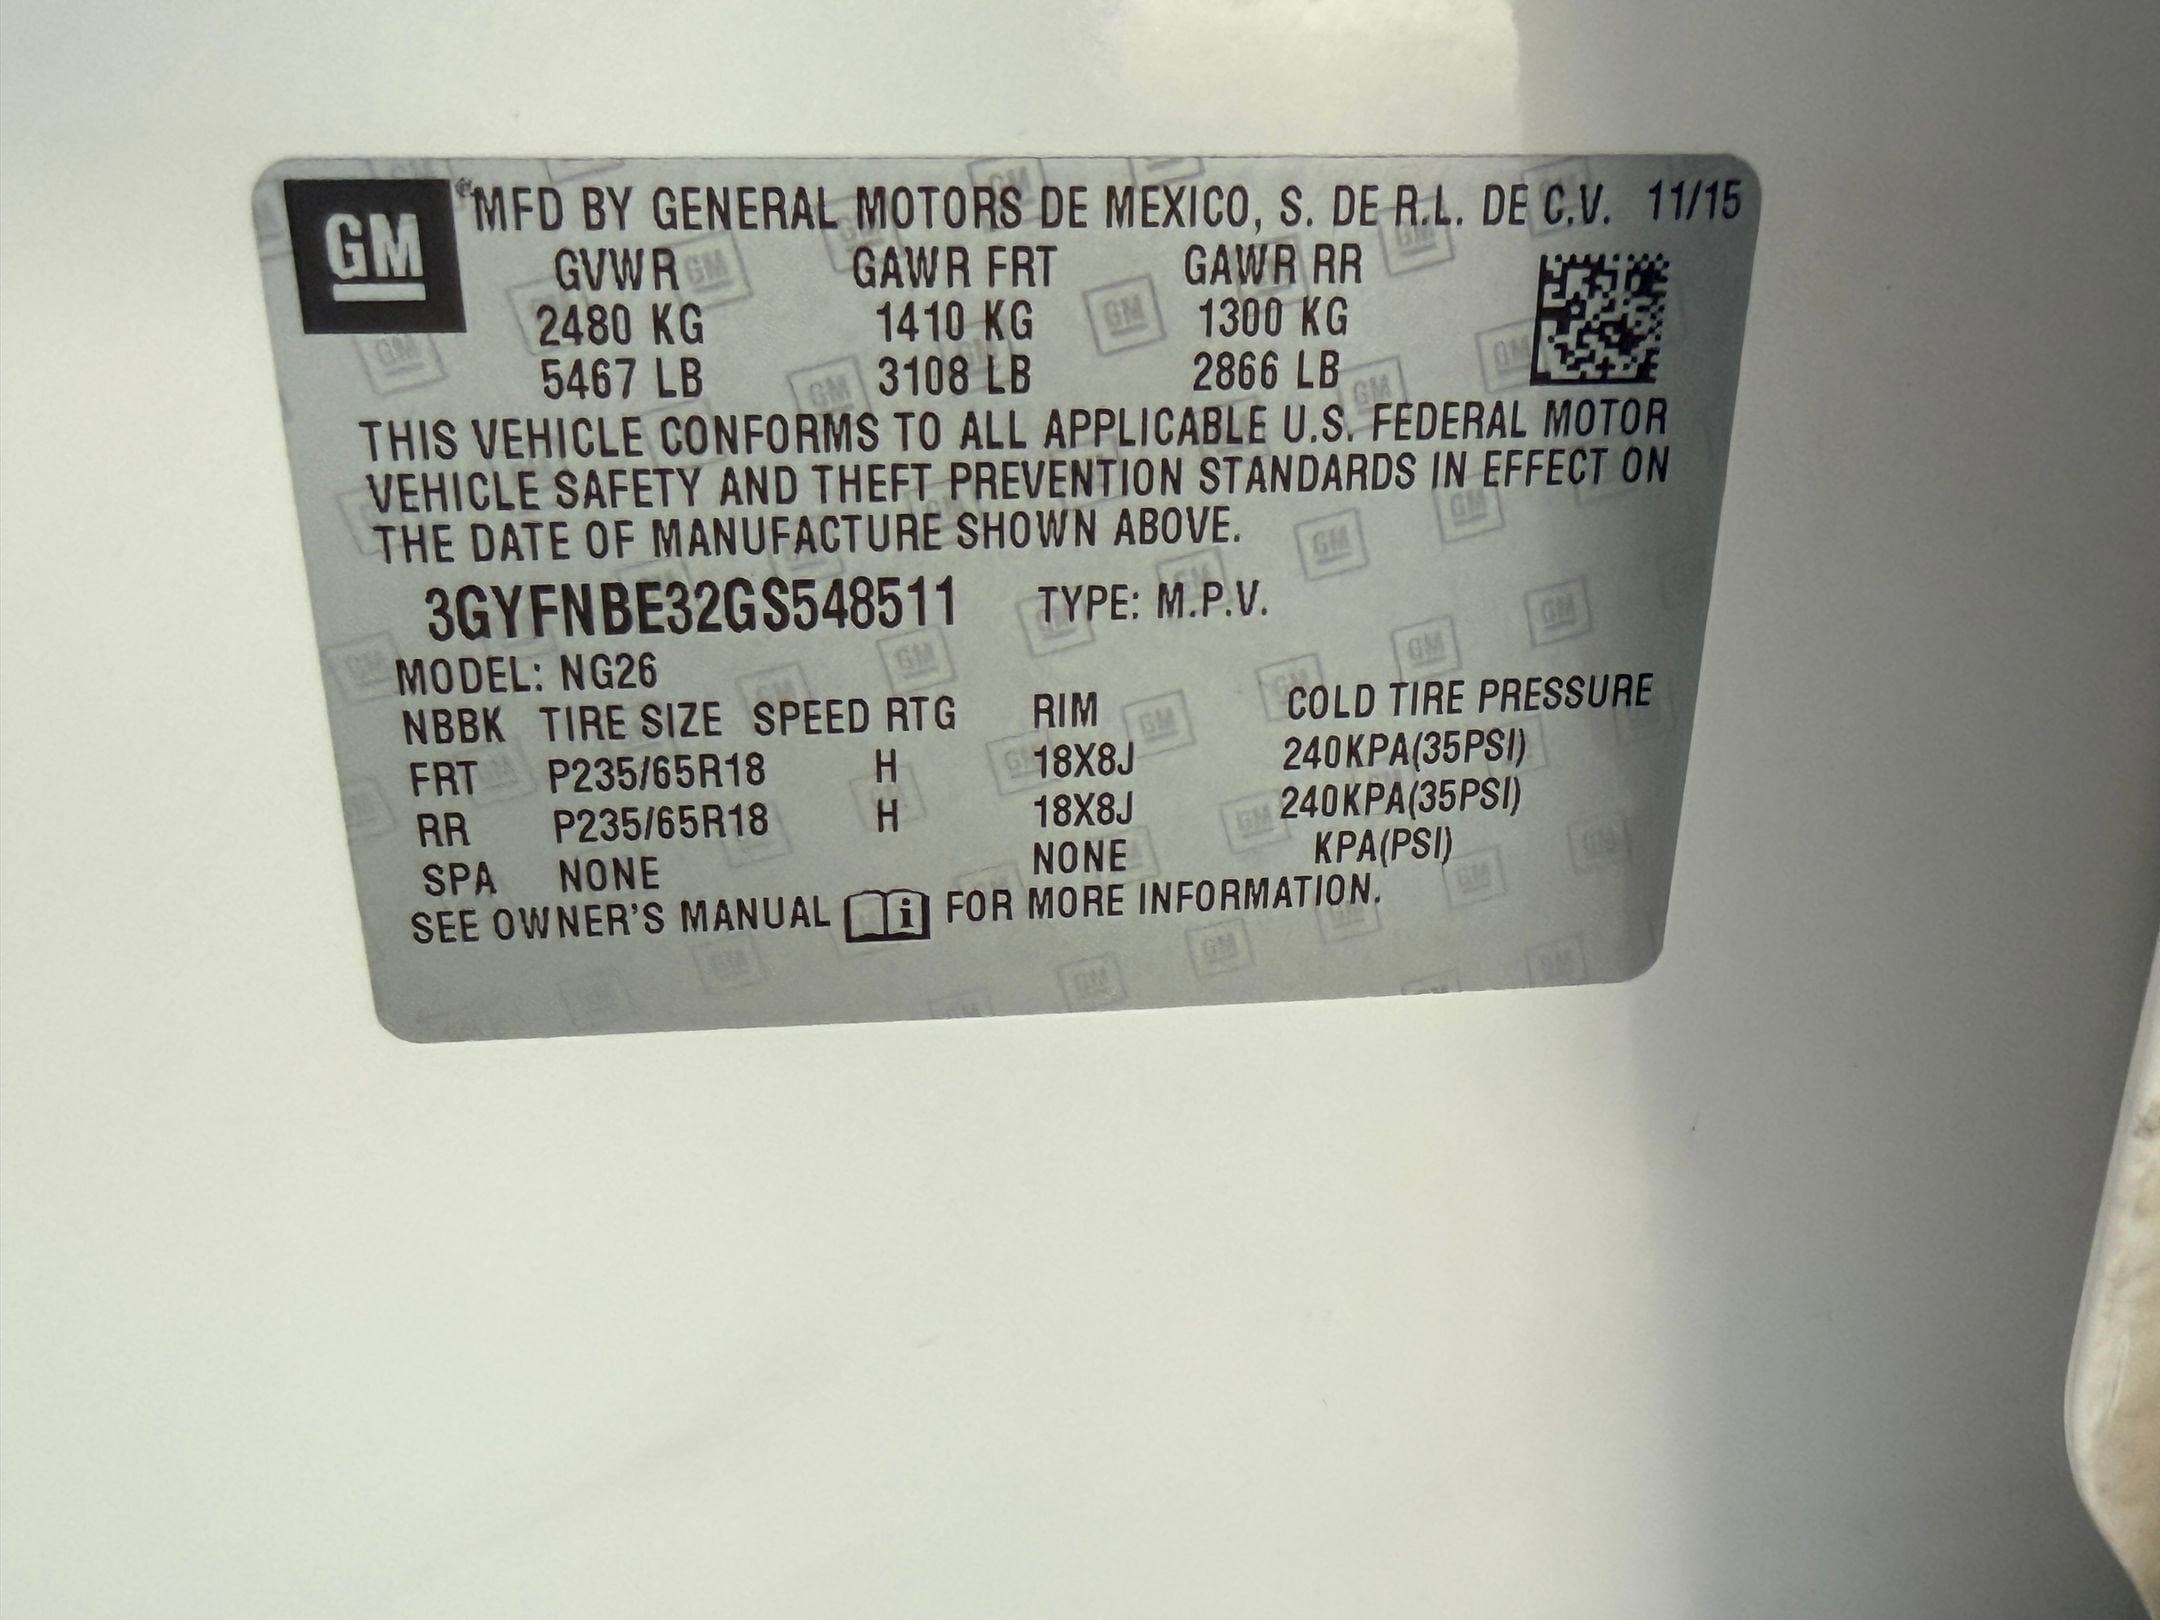 GM
MFD BY GENERAL MOTORS DE MEXICO, S. DE R.L. DE C.V. 11/15
GVWR GAWR FRT GAWR RR
2480 KG 1410 KG 1300 KG
5467 LB 3108 LB 2866 LB
THIS VEHICLE CONFORMS TO ALL APPLICABLE U.S. FEDERAL MOTOR
VEHICLE SAFETY AND THEFT PREVENTION STANDARDS IN EFFECT ON
THE DATE OF MANUFACTURE SHOWN ABOVE.
3GYFNBE32GS548511 TYPE: M.P.V.
MODEL: NG26
NBBK TIRE SIZE SPEED RTG RIM COLD TIRE PRESSURE
FRT P235/65R18 H 18X8J 240KPA(35PSI)
RR P235/65R18 H 18X8J 240KPA(35PSI)
SPA NONE NONE KPA(PSI)
SEE OWNER'S MANUAL i FOR MORE INFORMATION.